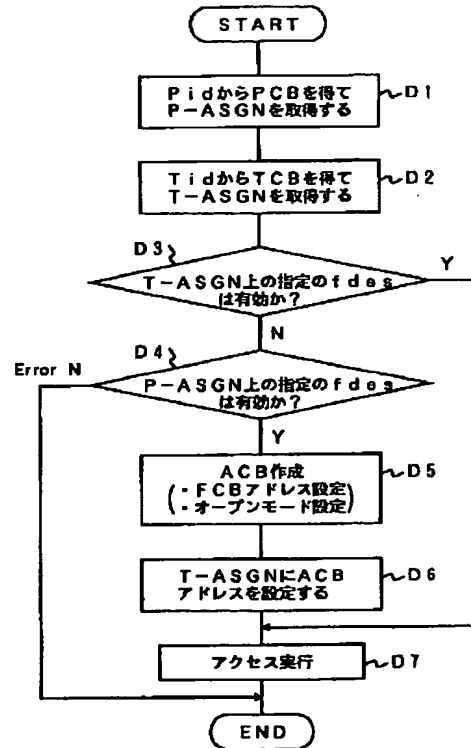 START
PidからPCBを得て
P-ASGNを取得する
D1
TidからTCBを得て
T-ASGNを取得する
D2
D3
Y
T-ASGN上の指定のfdes
は有効か?
N
D4
Error N
P-ASGN上の指定のfdes
は有効か?
Y
ACB作成
(・FCBアドレス設定
・オープンモード設定)
D5
T-ASGNにACB
アドレスを設定する
D6
アクセス実行
D7
END